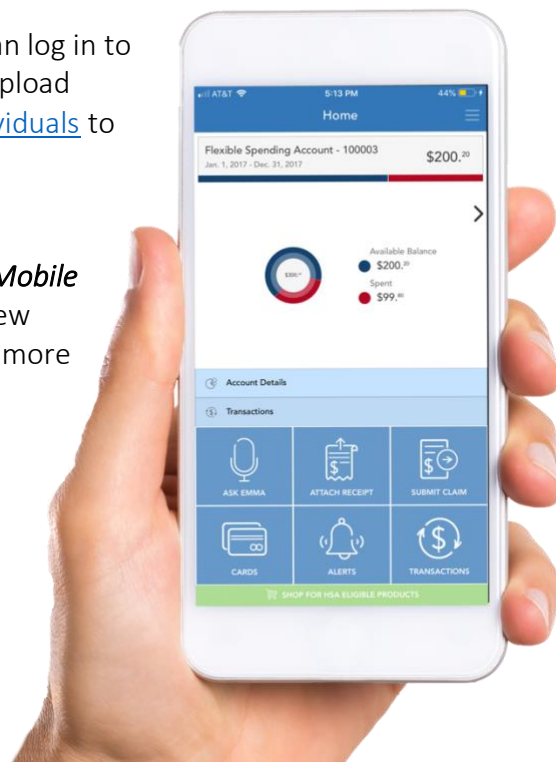 n log in to
pload
viduals to
Mobile
ew
more
AT&T 5:13 PM 44%
Home
Flexible Spending Account - 100003
$200.20
Jan. 1, 2017 - Dec. 31, 2017
Available Balance
$200.20
Spent
$99.80
Account Details
Transactions
ASK EMMA ATTACH RECEIPT SUBMIT CLAIM
CARDS ALERTS TRANSACTIONS
SHOP FOR HSA ELIGIBLE PRODUCTS